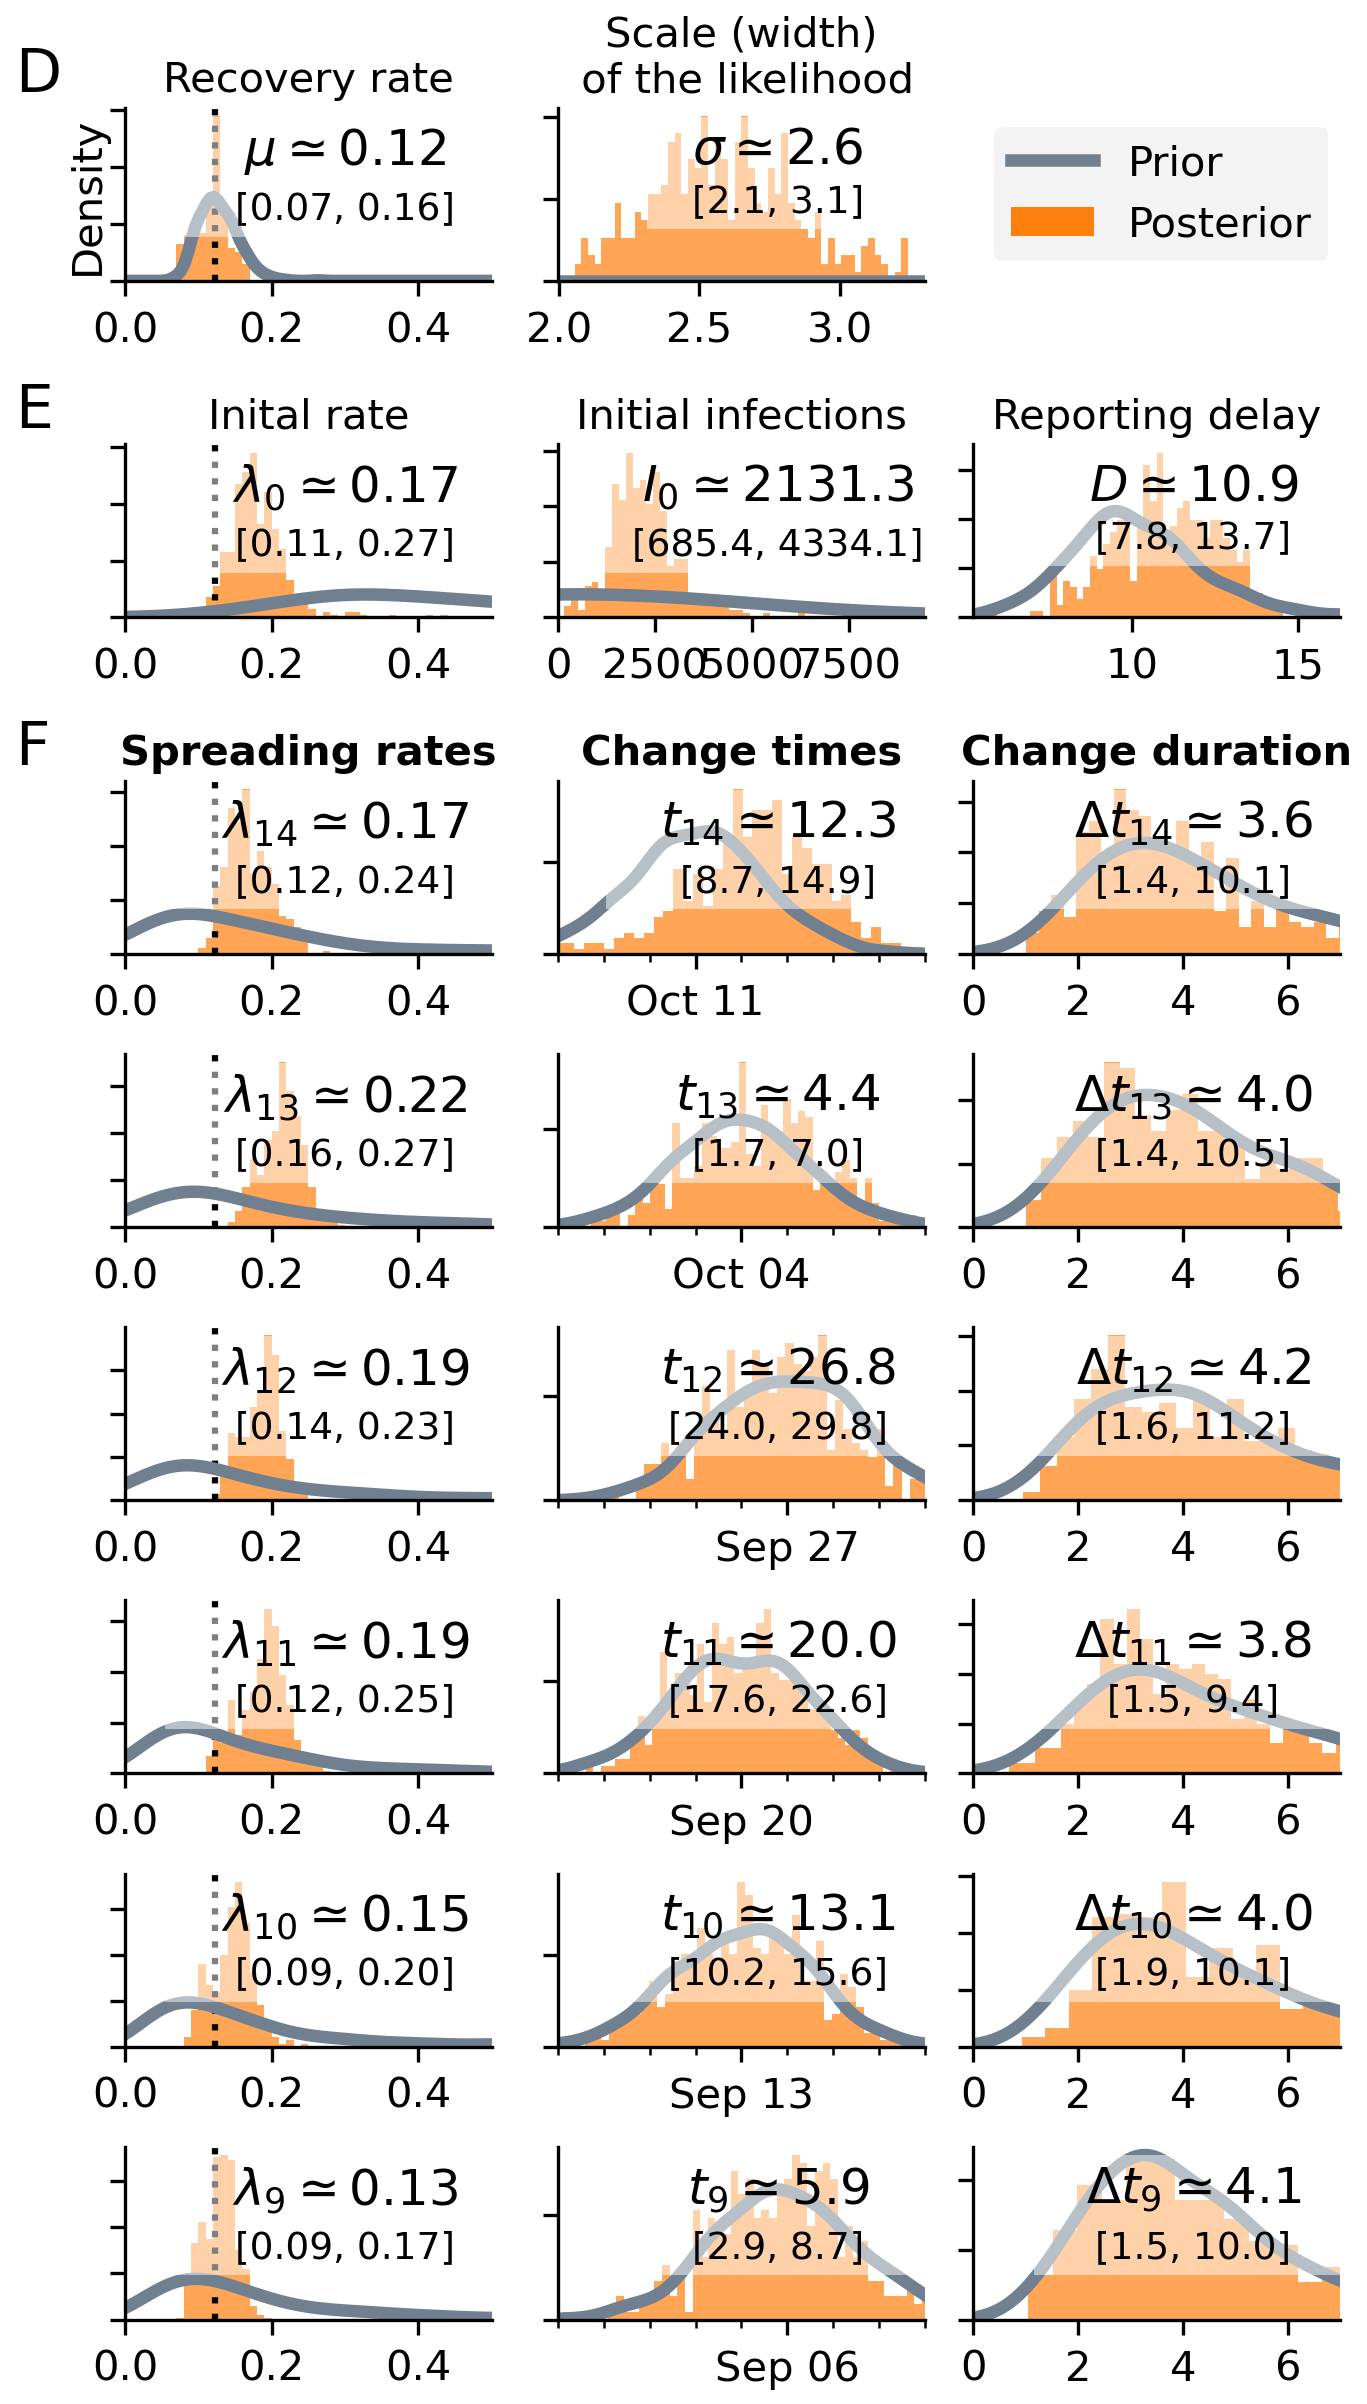 D
Recovery rate
Scale (width)
of the likelihood
Density
μ ≃ 0.12
[0.07, 0.16]
0.0 0.2 0.4
σ ≃ 2.6
[2.1, 3.1]
2.0 2.5 3.0
Prior
Posterior
E
Inital rate
λ0 ≃ 0.17
[0.11, 0.27]
0.0 0.2 0.4
Initial infections
I0 ≃ 2131.3
[685.4, 4334.1]
0 2500 5000 7500
Reporting delay
D ≃ 10.9
[7.8, 13.7]
10 15
F
Spreading rates
Change times
Change duration
λ14 ≃ 0.17
[0.12, 0.24]
0.0 0.2 0.4
t14 ≃ 12.3
[8.7, 14.9]
Oct 11
Δt14 ≃ 3.6
[1.4, 10.1]
0 2 4 6
λ13 ≃ 0.22
[0.16, 0.27]
0.0 0.2 0.4
t13 ≃ 4.4
[1.7, 7.0]
Oct 04
Δt13 ≃ 4.0
[1.4, 10.5]
0 2 4 6
λ12 ≃ 0.19
[0.14, 0.23]
0.0 0.2 0.4
t12 ≃ 26.8
[24.0, 29.8]
Sep 27
Δt12 ≃ 4.2
[1.6, 11.2]
0 2 4 6
λ11 ≃ 0.19
[0.12, 0.25]
0.0 0.2 0.4
t11 ≃ 20.0
[17.6, 22.6]
Sep 20
Δt11 ≃ 3.8
[1.5, 9.4]
0 2 4 6
λ10 ≃ 0.15
[0.09, 0.20]
0.0 0.2 0.4
t10 ≃ 13.1
[10.2, 15.6]
Sep 13
Δt10 ≃ 4.0
[1.9, 10.1]
0 2 4 6
λ9 ≃ 0.13
[0.09, 0.17]
0.0 0.2 0.4
t9 ≃ 5.9
[2.9, 8.7]
Sep 06
Δt9 ≃ 4.1
[1.5, 10.0]
0 2 4 6